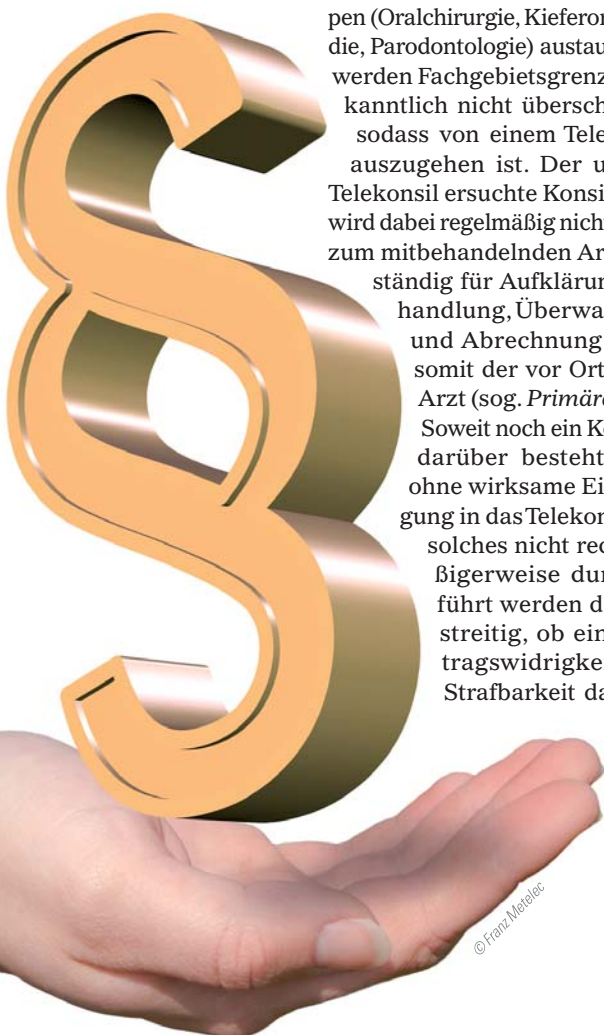 pen (Oralchirurgie, Kieferor
die, Parodontologie) austau
werden Fachgebietsgrenz
kanntlich nicht übersch
sodass von einem Tele
auszugehen ist. Der u
Telekonsil ersuchte Konsi
wird dabei regelmäßig nicht
zum mitbehandelnden Ar
ständig für Aufklärun
handlung, Überwa
und Abrechnung
somit der vor Ort
Arzt (sog. Primär
Soweit noch ein Ko
darüber besteht
ohne wirksame Ei
gung in das Telekon
solches nicht rec
ßigerweise dur
führt werden d
streitig, ob ein
tragswidrigke
Strafbarkeit da
§
© Franz Metelec